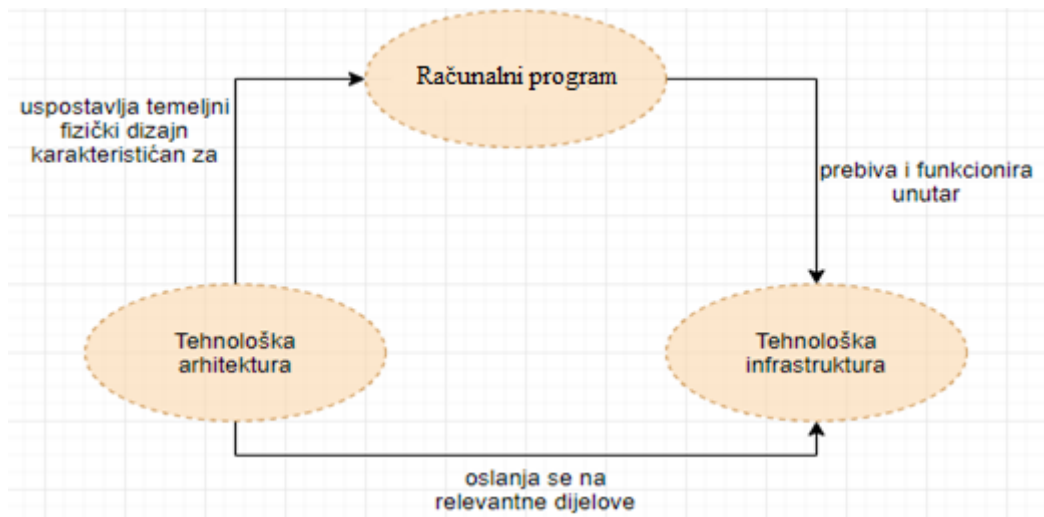 Računalni program
uspostavlja temeljni
fizički dizajn
karakterističan za
prebiva i funkcionira
unutar
Tehnološka
arhitektura
Tehnološka
infrastruktura
oslanja se na
relevantne dijelove